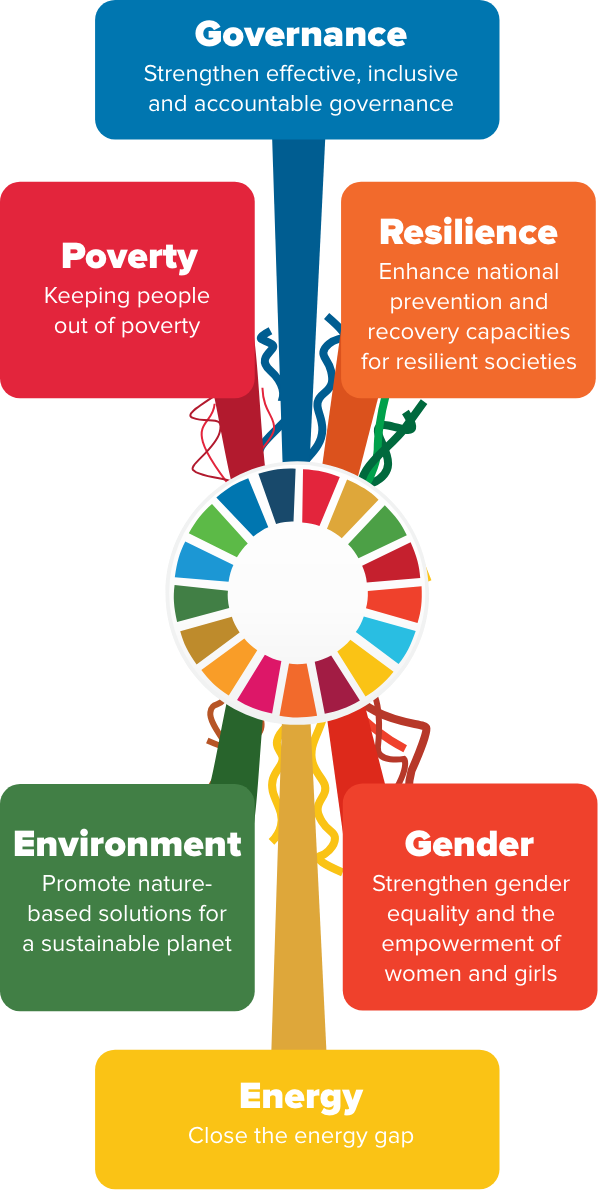 Governance
Strengthen effective, inclusive
and accountable governance
Poverty
Keeping people
out of poverty
Resilience
Enhance national
prevention and
recovery capacities
for resilient societies
Environment
Promote nature-
based solutions for
a sustainable planet
Gender
Strengthen gender
equality and the
empowerment of
women and girls
Energy
Close the energy gap